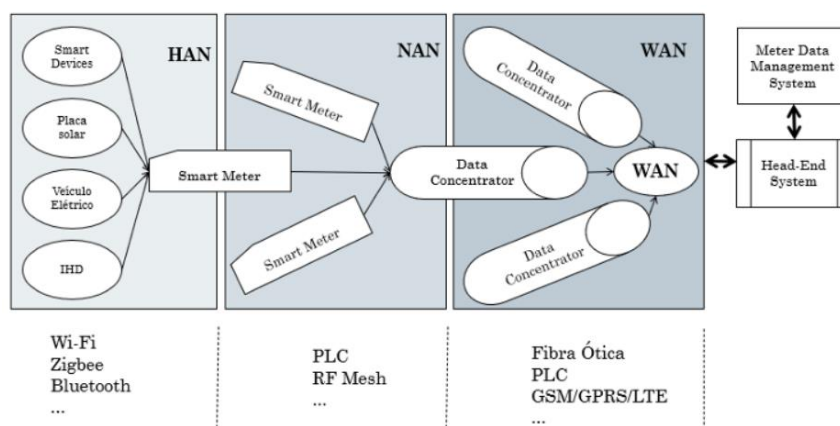 HAN
Smart
Devices
Placa
solar
Veículo
Elétrico
IHD
Smart Meter
NAN
Smart Meter
Smart Meter
Data
Concentrator
WAN
Data
Concentrator
Data
Concentrator
WAN
Meter Data
Management
System
Head-End
System
Wi-Fi
Zigbee
Bluetooth
...
PLC
RF Mesh
...
Fibra Ótica
PLC
GSM/GPRS/LTE
...